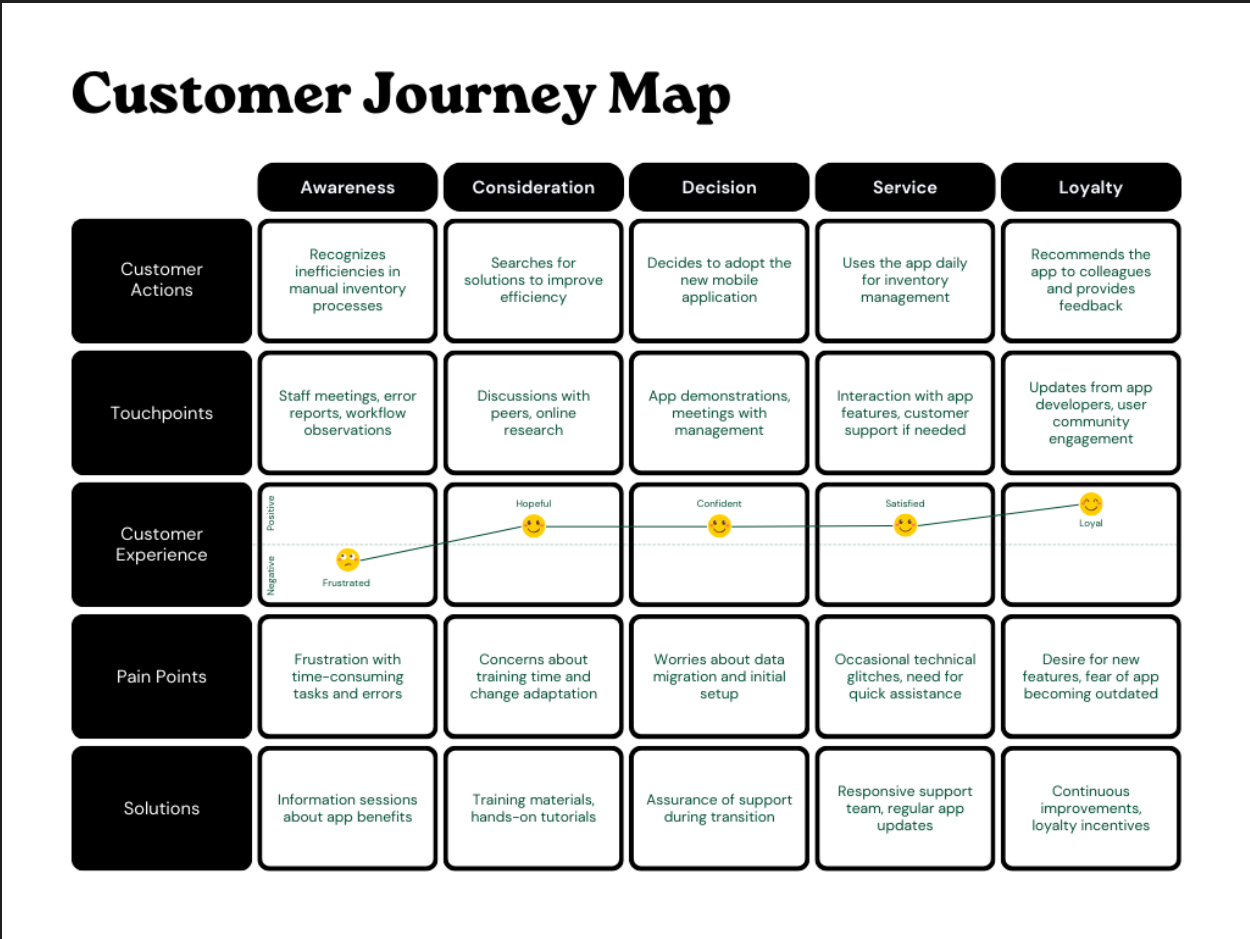 Customer Journey Map
Awareness
Consideration
Decision
Service
Loyalty
Customer
Actions
Recognizes
inefficiencies in
manual inventory
processes
Searches for
solutions to improve
efficiency
Decides to adopt the
new mobile
application
Uses the app daily
for inventory
management
Recommends the
app to colleagues
and provides
feedback
Touchpoints
Staff meetings, error
reports, workflow
observations
Discussions with
peers, online
research
App demonstrations,
meetings with
management
Interaction with app
features, customer
support if needed
Updates from app
developers, user
community
engagement
Customer
Experience
Positive
Negative
Frustrated
Hopeful
Confident
Satisfied
Loyal
Pain Points
Frustration with
time-consuming
tasks and errors
Concerns about
training time and
change adaptation
Worries about data
migration and initial
setup
Occasional technical
glitches, need for
quick assistance
Desire for new
features, fear of app
becoming outdated
Solutions
Information sessions
about app benefits
Training materials,
hands-on tutorials
Assurance of support
during transition
Responsive support
team, regular app
updates
Continuous
improvements,
loyalty incentives